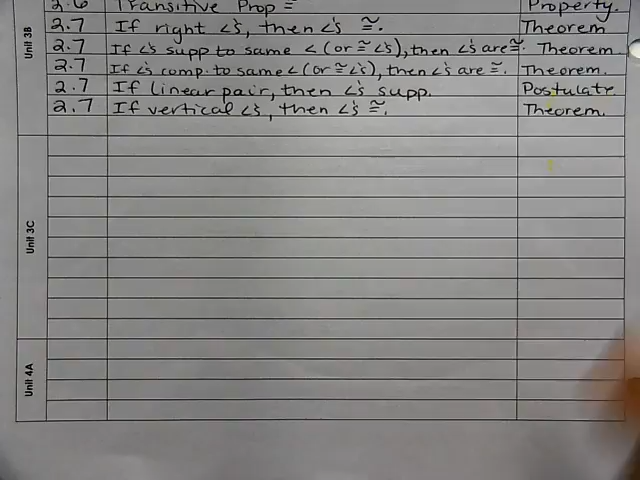 2.6 Transitive Prop = Property.
2.7 If right ∠'s, then ∠'s ≅. Theorem
2.7 If ∠'s supp to same ∠ (or ≅ ∠'s), then ∠'s are ≅. Theorem.
2.7 If ∠'s comp. to same ∠ (or ≅ ∠'s), then ∠'s are ≅. Theorem.
2.7 If linear pair, then ∠'s supp. Postulate
2.7 If vertical ∠'s, then ∠'s ≅. Theorem.
Unit 3B
Unit 3C
Unit 4A